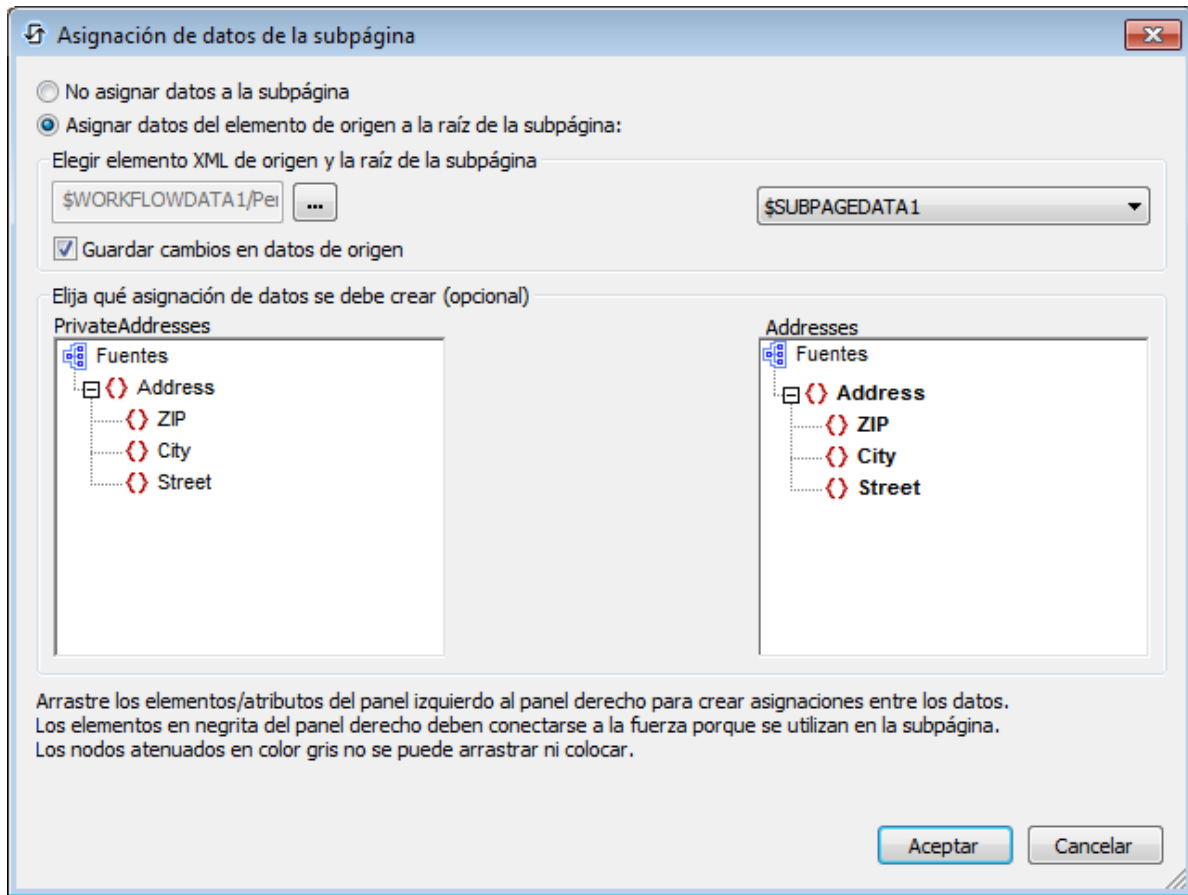 Asignación de datos de la subpágina
No asignar datos a la subpágina
Asignar datos del elemento de origen a la raíz de la subpágina:
Elegir elemento XML de origen y la raíz de la subpágina
$WORKFLOWDATA1/Per
...
$SUBPAGEDATA1
Guardar cambios en datos de origen
Elija qué asignación de datos se debe crear (opcional)
PrivateAddresses
Fuentes
Address
ZIP
City
Street
Addresses
Fuentes
Address
ZIP
City
Street
Arrastre los elementos/atributos del panel izquierdo al panel derecho para crear asignaciones entre los datos.
Los elementos en negrita del panel derecho deben conectarse a la fuerza porque se utilizan en la subpágina.
Los nodos atenuados en color gris no se puede arrastrar ni colocar.
Aceptar
Cancelar